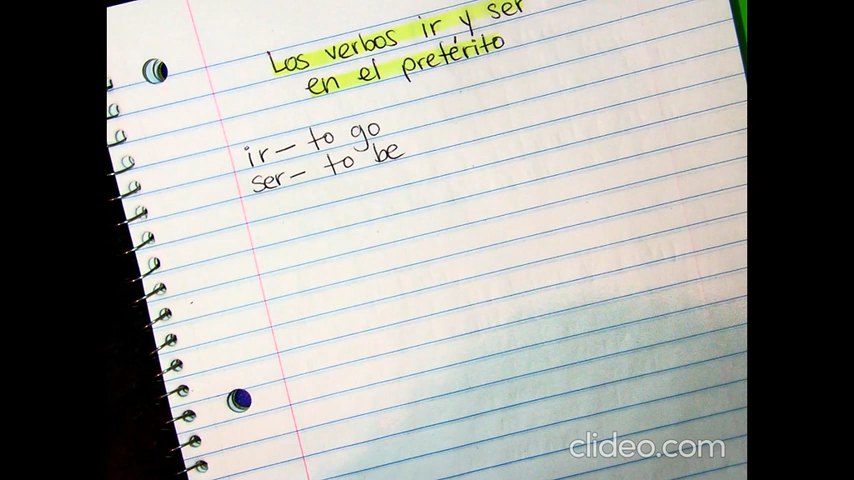 Los verbos ir y ser
en el pretérito
ir- to go
ser- to be
clideo.com